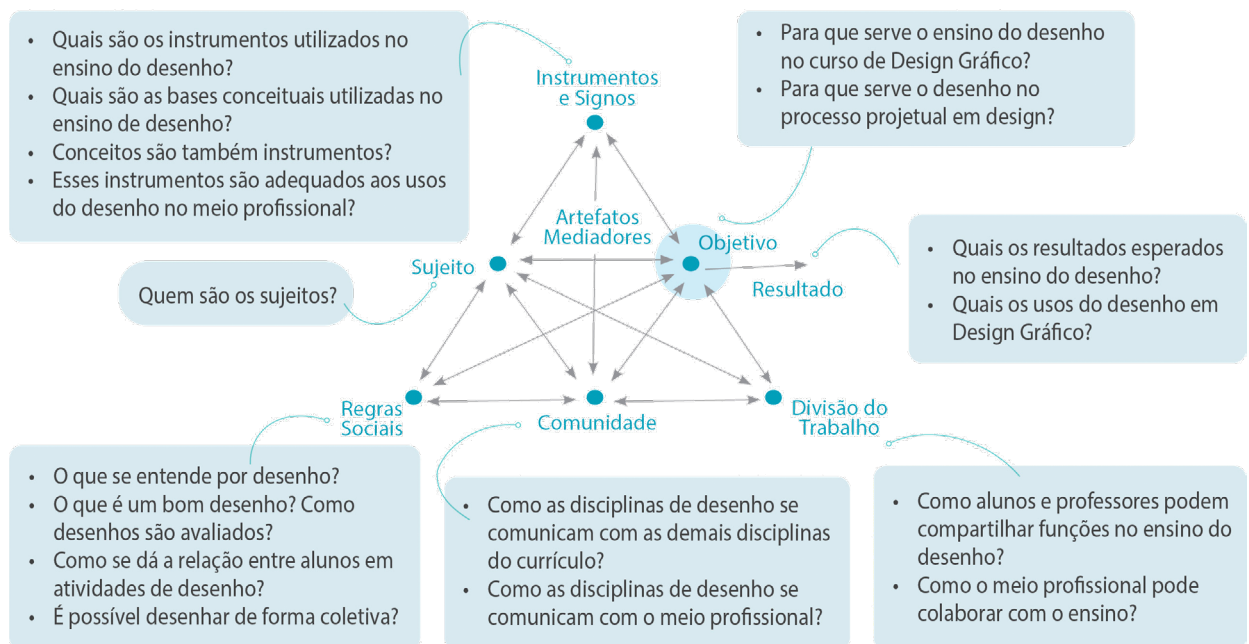 • Quais são os instrumentos utilizados no
ensino do desenho?
• Quais são as bases conceituais utilizadas no
ensino de desenho?
• Conceitos são também instrumentos?
• Esses instrumentos são adequados aos usos
do desenho no meio profissional?
Instrumentos
e Signos
• Para que serve o ensino do desenho
no curso de Design Gráfico?
• Para que serve o desenho no
processo projetual em design?
Artefatos
Mediadores
Sujeito
Objetivo
Resultado
Quem são os sujeitos?
• Quais os resultados esperados
no ensino do desenho?
• Quais os usos do desenho em
Design Gráfico?
Regras
Sociais
Comunidade
Divisão do
Trabalho
• O que se entende por desenho?
• O que é um bom desenho? Como
desenhos são avaliados?
• Como se dá a relação entre alunos em
atividades de desenho?
• É possível desenhar de forma coletiva?
• Como as disciplinas de desenho se
comunicam com as demais disciplinas
do currículo?
• Como as disciplinas de desenho se
comunicam com o meio profissional?
• Como alunos e professores podem
compartilhar funções no ensino do
desenho?
• Como o meio profissional pode
colaborar com o ensino?